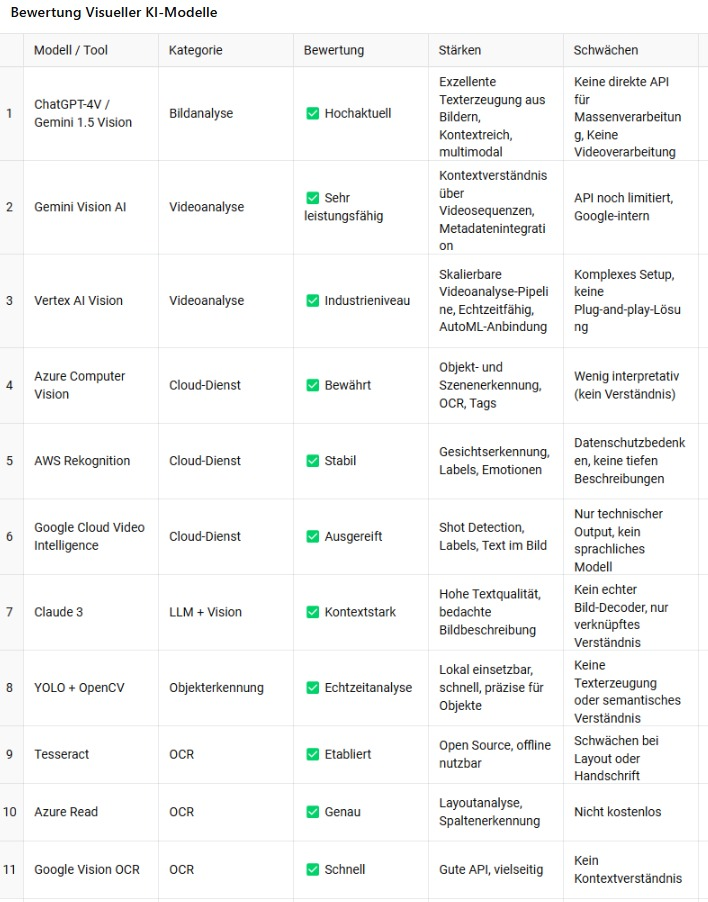 Bewertung Visueller KI-Modelle
Modell / Tool Kategorie Bewertung Stärken Schwächen
1
ChatGPT-4V /
Gemini 1.5 Vision
Bildanalyse
✅ Hochaktuell
Exzellente
Texterzeugung aus
Bildern,
Kontextreich,
multimodal
Keine direkte API
für
Massenverarbeitun
g, Keine
Videoverarbeitung
2
Gemini Vision AI
Videoanalyse
✅ Sehr
leistungsfähig
Kontextverständnis
über
Videosequenzen,
Metadatenintegrati
on
API noch limitiert,
Google-intern
3
Vertex AI Vision
Videoanalyse
✅ Industrieniveau
Skalierbare
Videoanalyse-Pipeli
ne, Echtzeitfähig,
AutoML-Anbindung
Komplexes Setup,
keine
Plug-and-play-Lösu
ng
4
Azure Computer
Vision
Cloud-Dienst
✅ Bewährt
Objekt- und
Szenenerkennung,
OCR, Tags
Wenig interpretativ
(kein Verständnis)
5
AWS Rekognition
Cloud-Dienst
✅ Stabil
Gesichtserkennung,
Labels, Emotionen
Datenschutzbedenk
en, keine tiefen
Beschreibungen
6
Google Cloud Video
Intelligence
Cloud-Dienst
✅ Ausgereift
Shot Detection,
Labels, Text im Bild
Nur technischer
Output, kein
sprachliches
Modell
7
Claude 3
LLM + Vision
✅ Kontextstark
Hohe Textqualität,
bedachte
Bildbeschreibung
Kein echter
Bild-Decoder, nur
verknüpftes
Verständnis
8
YOLO + OpenCV
Objekterkennung
✅ Echtzeitanalyse
Lokal einsetzbar,
schnell, präzise für
Objekte
Keine
Texterzeugung
oder semantisches
Verständnis
9
Tesseract
OCR
✅ Etabliert
Open Source, offline
nutzbar
Schwächen bei
Layout oder
Handschrift
10
Azure Read
OCR
✅ Genau
Layoutanalyse,
Spaltenerkennung
Nicht kostenlos
11
Google Vision OCR
OCR
✅ Schnell
Gute API, vielseitig
Kein
Kontextverständnis